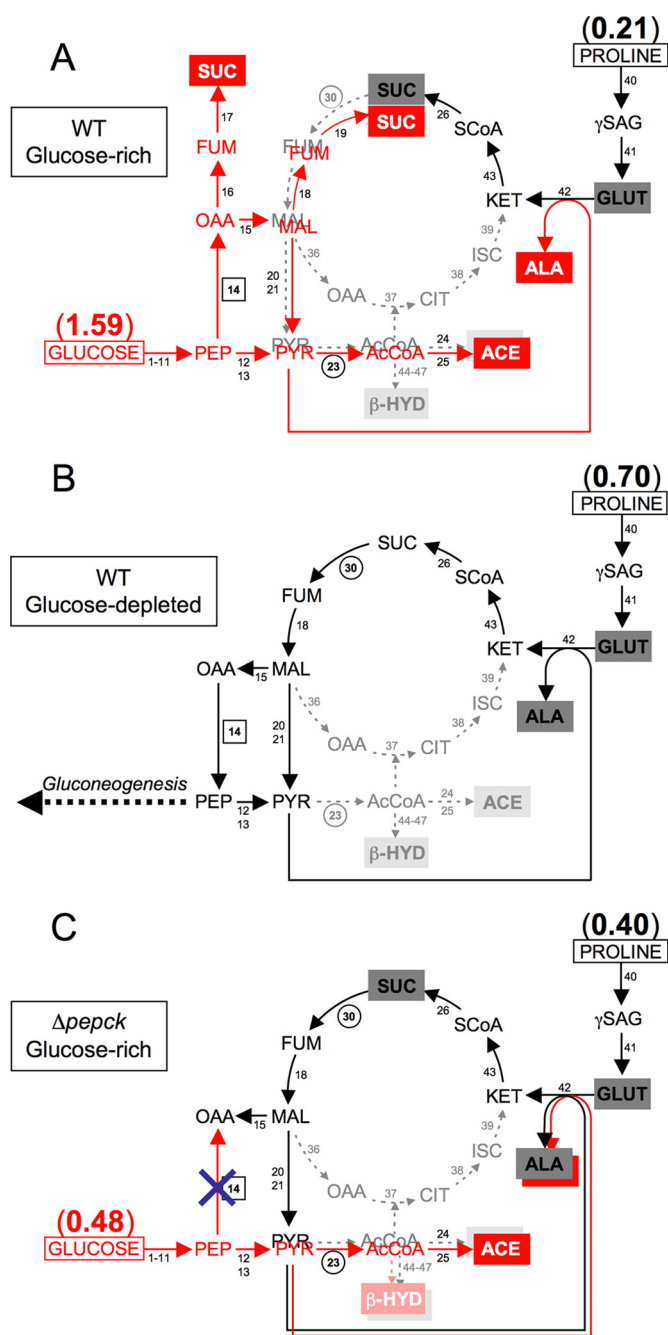 A
(0.21)
PROLINE
40
SUC
30
SUC
SUC
19
26
SCoA
γSAG
WT
Glucose-rich
17
FUM
FUM
FUM
41
16
18
43
42
GLUT
OAA
15
MAL
MAL
KET
39
36
ISC
ALA
14
20
21
OAA
37
CIT
38
(1.59)
GLUCOSE
1-11
PEP
12
13
PYR
PYR
23
AcCoA
AcCoA
24
25
ACE
44-47
β-HYD
B
(0.70)
PROLINE
40
WT
Glucose-depleted
SUC
30
26
SCoA
γSAG
FUM
41
18
43
42
GLUT
OAA
15
MAL
KET
39
36
ISC
ALA
14
20
21
OAA
37
CIT
38
Gluconeogenesis
PEP
12
13
PYR
23
AcCoA
24
25
ACE
44-47
β-HYD
C
(0.40)
PROLINE
40
Δpepck
Glucose-rich
SUC
30
26
SCoA
γSAG
FUM
41
18
43
42
GLUT
OAA
15
MAL
KET
39
36
ISC
ALA
14
20
21
OAA
37
CIT
38
(0.48)
GLUCOSE
1-11
PEP
12
13
PYR
PYR
23
AcCoA
AcCoA
24
25
ACE
44-47
β-HYD